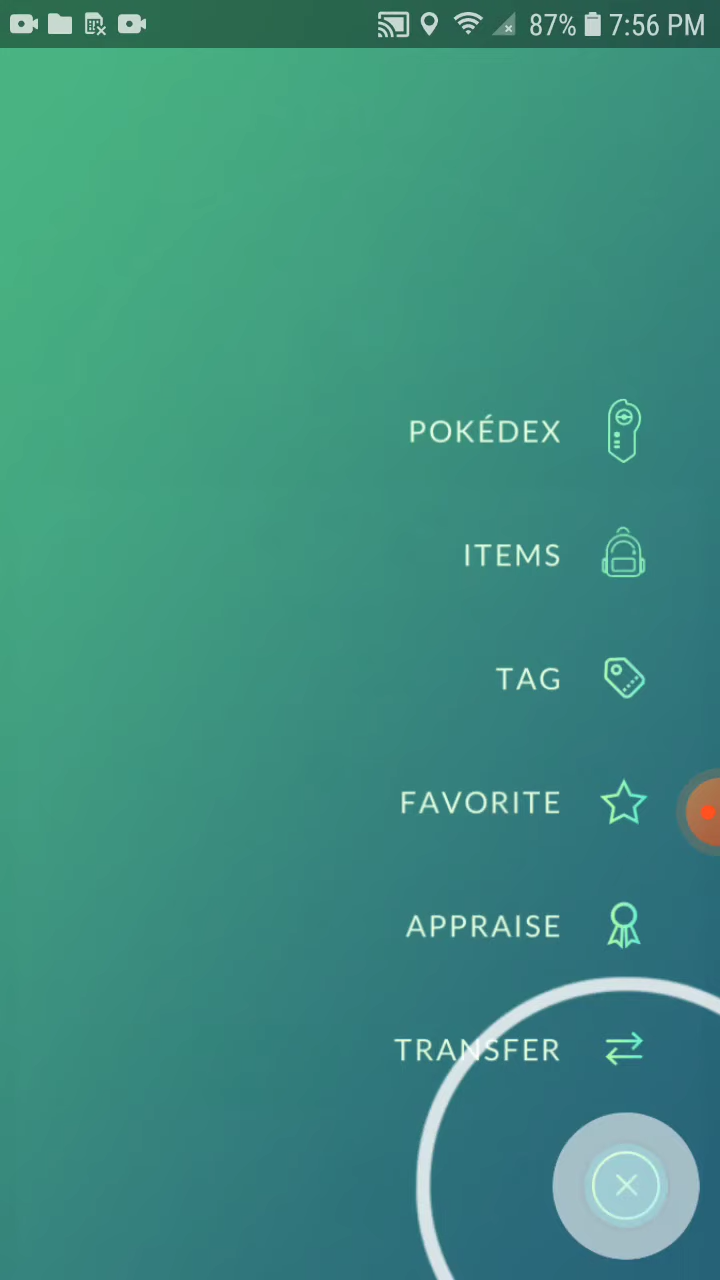 87% 7:56 PM
POKÉDEX
ITEMS
TAG
FAVORITE
APPRAISE
TRANSFER